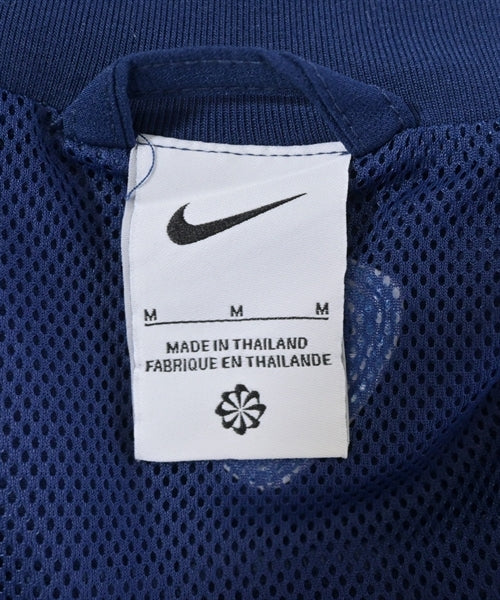 M M M
MADE IN THAILAND
FABRIQUE EN THAILANDE